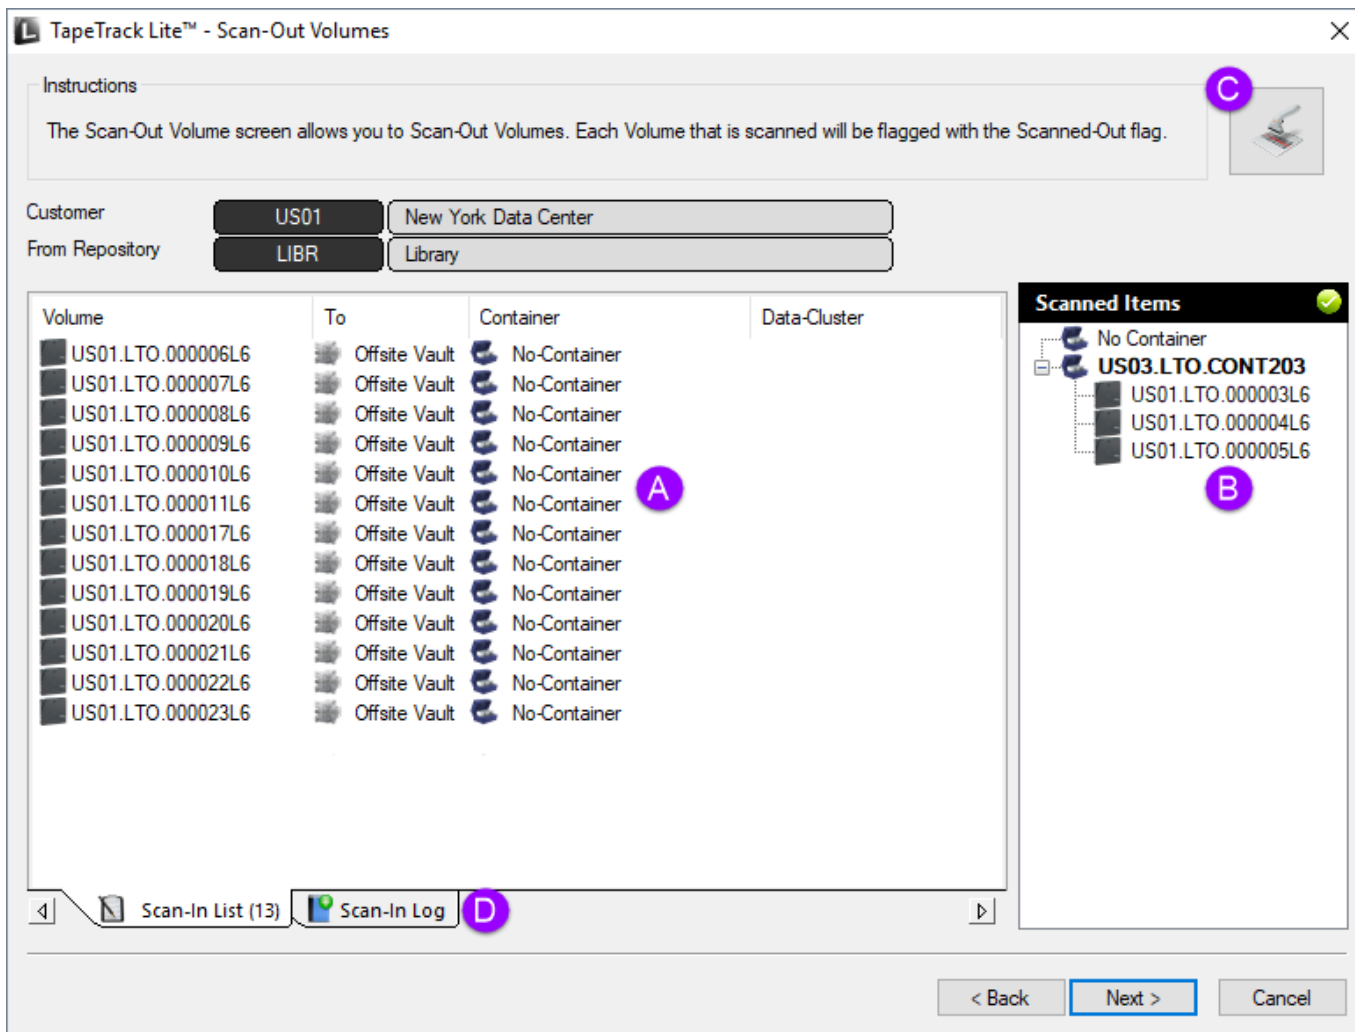 L TapeTrack Lite™ - Scan-Out Volumes
Instructions
C
The Scan-Out Volume screen allows you to Scan-Out Volumes. Each Volume that is scanned will be flagged with the Scanned-Out flag.
Customer US01 New York Data Center
From Repository LIBR Library
Volume To Container Data-Cluster
US01.LTO.000006L6 Offsite Vault No-Container
US01.LTO.000007L6 Offsite Vault No-Container
US01.LTO.000008L6 Offsite Vault No-Container
US01.LTO.000009L6 Offsite Vault No-Container
US01.LTO.000010L6 Offsite Vault No-Container
A
US01.LTO.000011L6 Offsite Vault No-Container
US01.LTO.000017L6 Offsite Vault No-Container
US01.LTO.000018L6 Offsite Vault No-Container
US01.LTO.000019L6 Offsite Vault No-Container
US01.LTO.000020L6 Offsite Vault No-Container
US01.LTO.000021L6 Offsite Vault No-Container
US01.LTO.000022L6 Offsite Vault No-Container
US01.LTO.000023L6 Offsite Vault No-Container
Scanned Items
No Container
US03.LTO.CONT203
US01.LTO.000003L6
US01.LTO.000004L6
US01.LTO.000005L6
B
Scan-In List (13) Scan-In Log D
< Back Next > Cancel